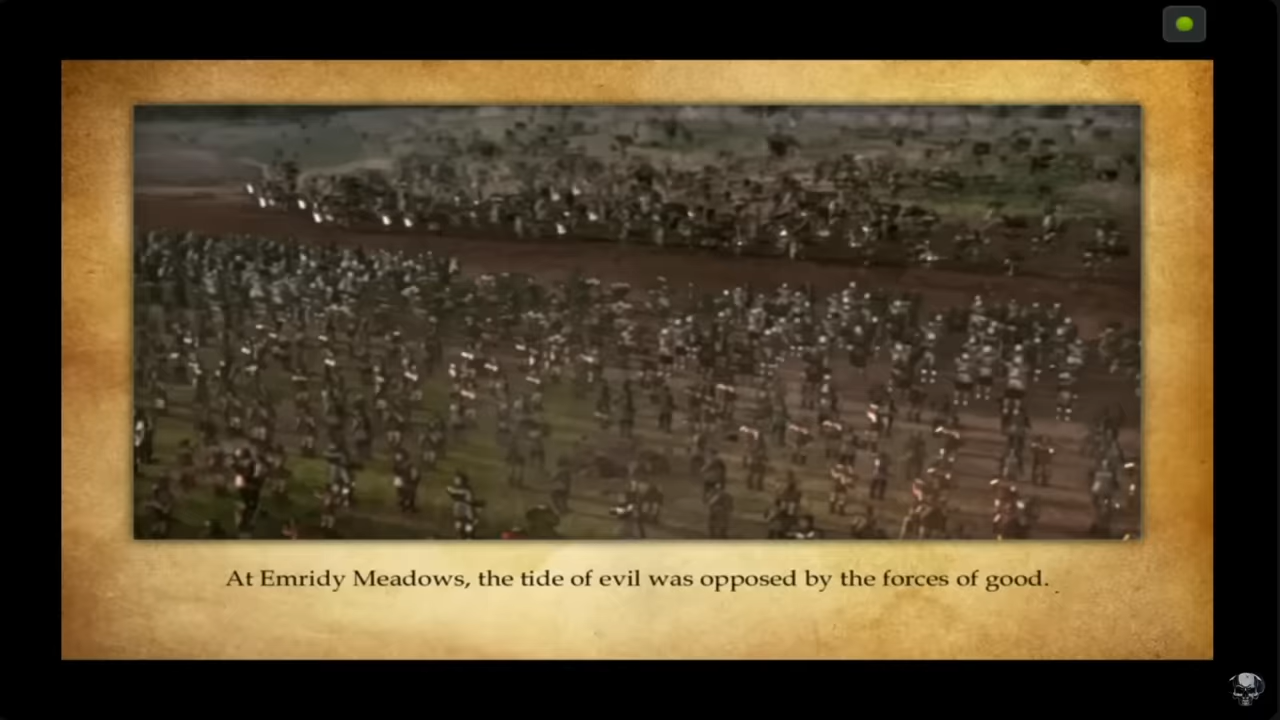 At Emridy Meadows, the tide of evil was opposed by the forces of good.